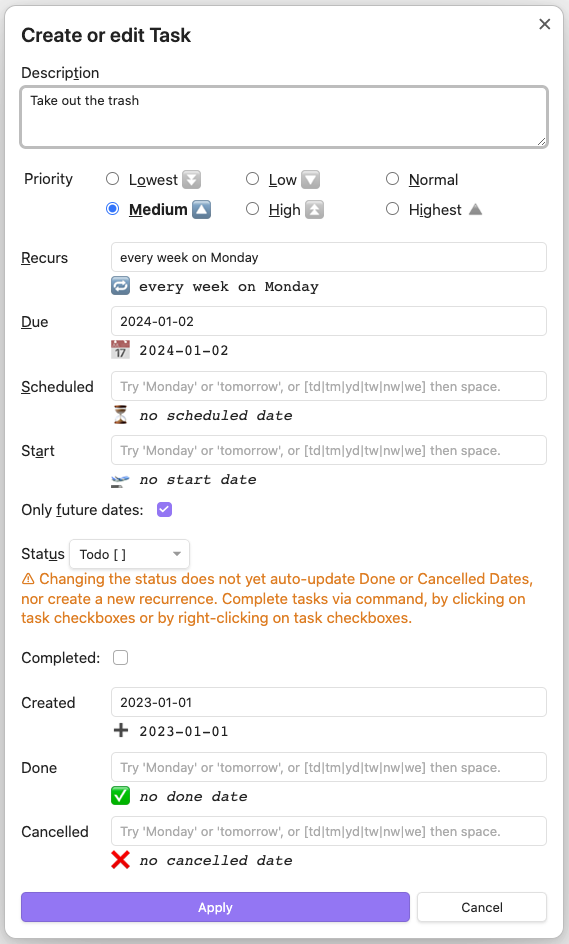 Create or edit Task
Description
Take out the trash
Priority Lowest Low Normal
Medium High Highest
Recurs every week on Monday
every week on Monday
Due 2024-01-02
17 2024-01-02
Scheduled Try 'Monday' or 'tomorrow', or [td|tm|yd|tw|nw|we] then space.
no scheduled date
Start Try 'Monday' or 'tomorrow', or [td|tm|yd|tw|nw|we] then space.
no start date
Only future dates:
Status Todo [ ]
⚠ Changing the status does not yet auto-update Done or Cancelled Dates,
nor create a new recurrence. Complete tasks via command, by clicking on
task checkboxes or by right-clicking on task checkboxes.
Completed:
Created 2023-01-01
2023-01-01
Done Try 'Monday' or 'tomorrow', or [td|tm|yd|tw|nw|we] then space.
no done date
Cancelled Try 'Monday' or 'tomorrow', or [td|tm|yd|tw|nw|we] then space.
no cancelled date
Apply Cancel